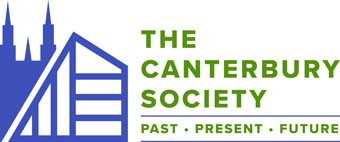 THE
CANTERBURY
SOCIETY
PAST • PRESENT • FUTURE